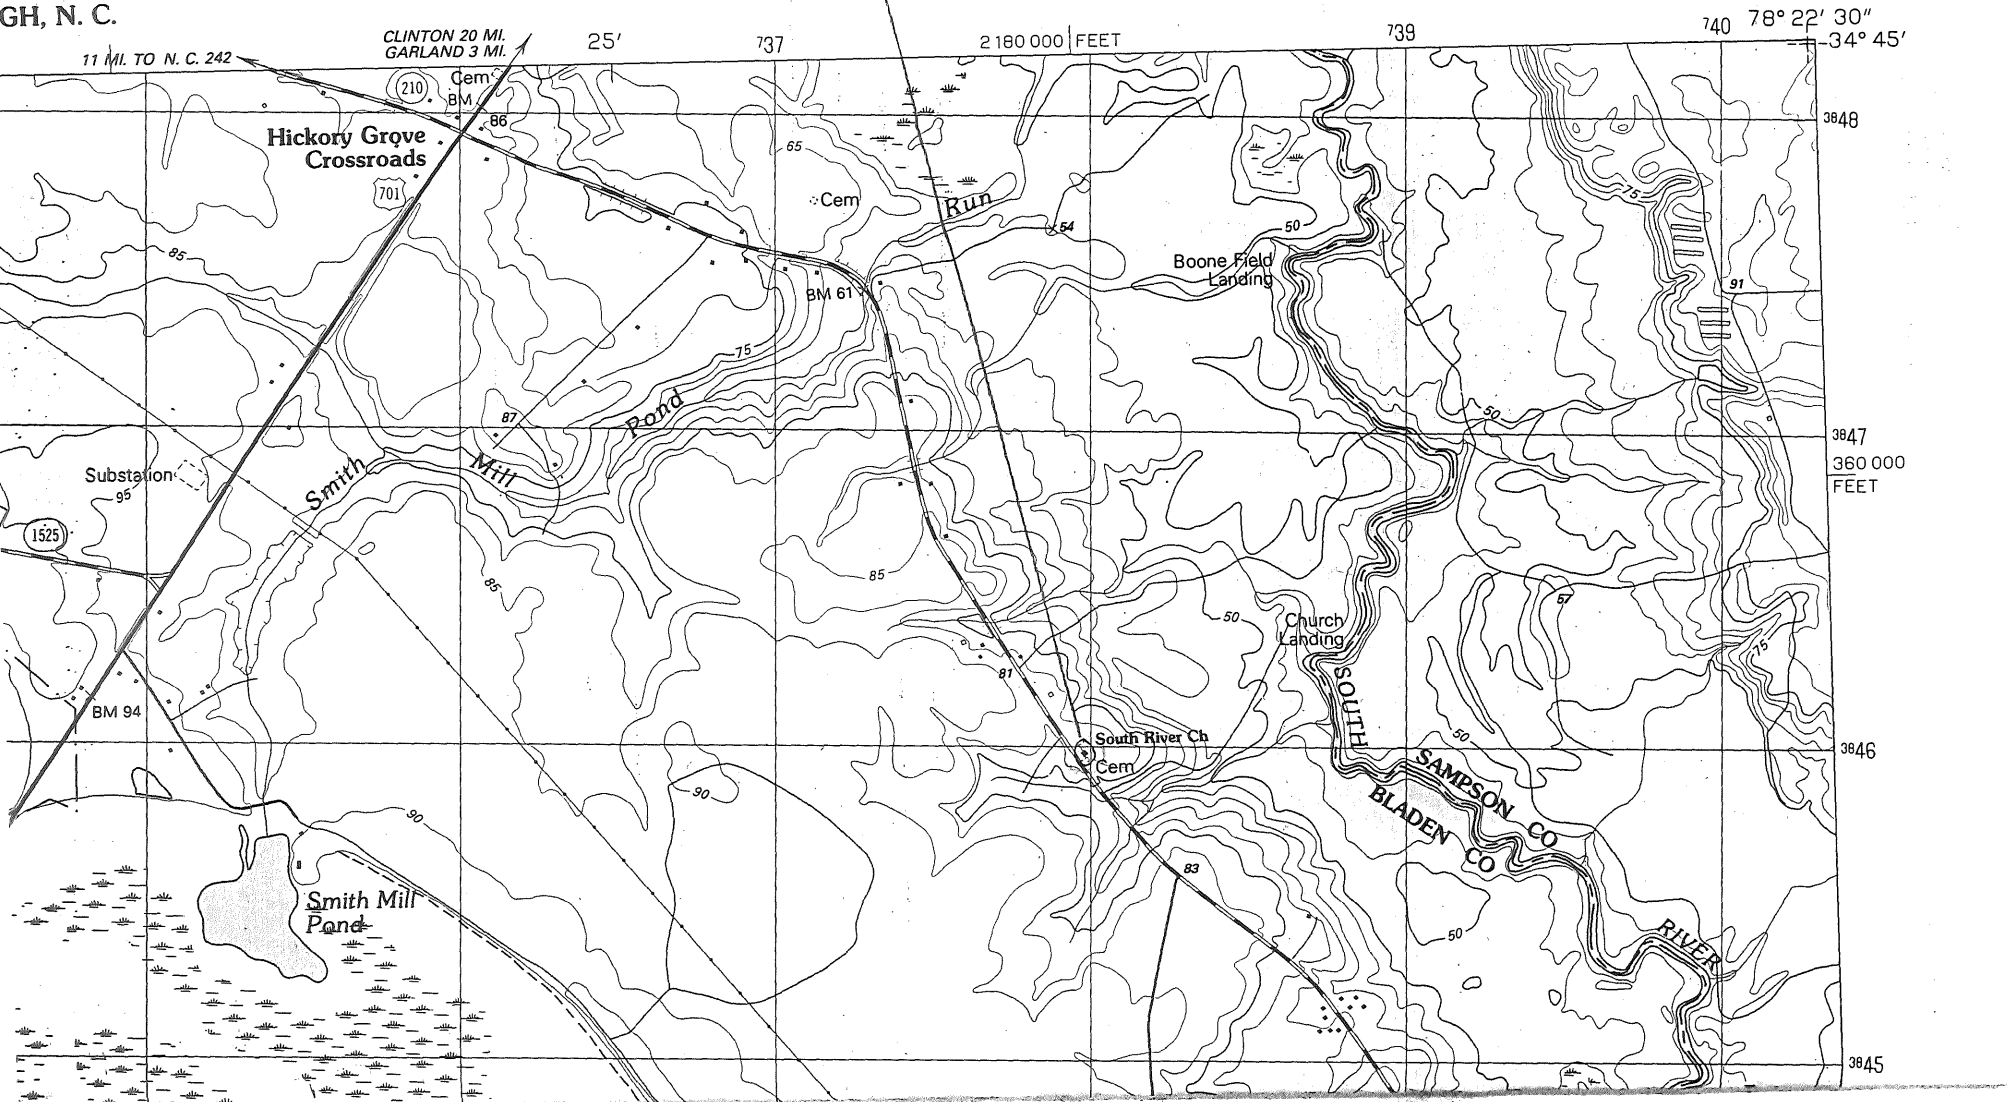 GH, N. C.
11 MI. TO N. C. 242
CLINTON 20 MI.
GARLAND 3 MI.
25'
737
2 180 000 FEET
739
740
78° 22' 30"
34° 45'
210
Cem
BM
86
Hickory Grove
Crossroads
701
65
Cem
Run
54
50
75
3848
85
Boone Field
Landing
BM 61
91
75
87
Pond
50
3847
360 000
FEET
Substation
95
Smith
Mill
1525
85
85
57
50
Church
Landing
75
81
SOUTH
BM 94
South River Ch
Cem
50
3846
SAMPSON CO
BLADEN CO
90
90
83
Smith Mill
Pond
50
RIVER
3845